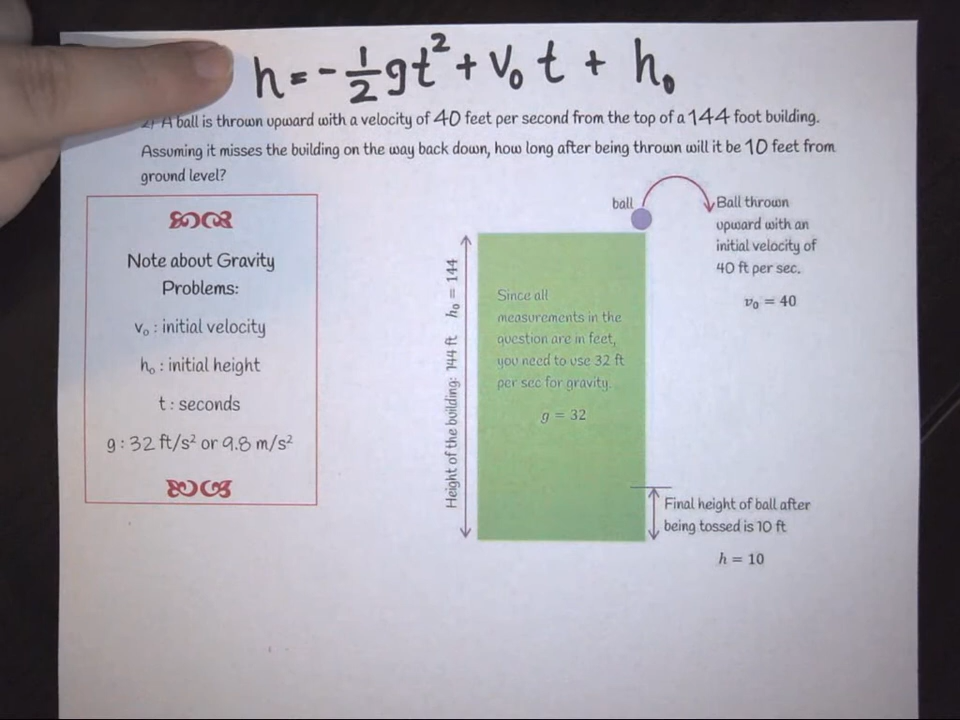 h = - 1/2 gt² + v₀ t + h₀
2) A ball is thrown upward with a velocity of 40 feet per second from the top of a 144 foot building.
Assuming it misses the building on the way back down, how long after being thrown will it be 10 feet from
ground level?
Note about Gravity
Problems:
v₀ : initial velocity
h₀ : initial height
t : seconds
g : 32 ft/s² or 9.8 m/s²
Height of the building: 144 ft h₀ = 144
Since all
measurements in the
question are in feet,
you need to use 32 ft
per sec for gravity.
g = 32
ball
Ball thrown
upward with an
initial velocity of
40 ft per sec.
v₀ = 40
Final height of ball after
being tossed is 10 ft
h = 10